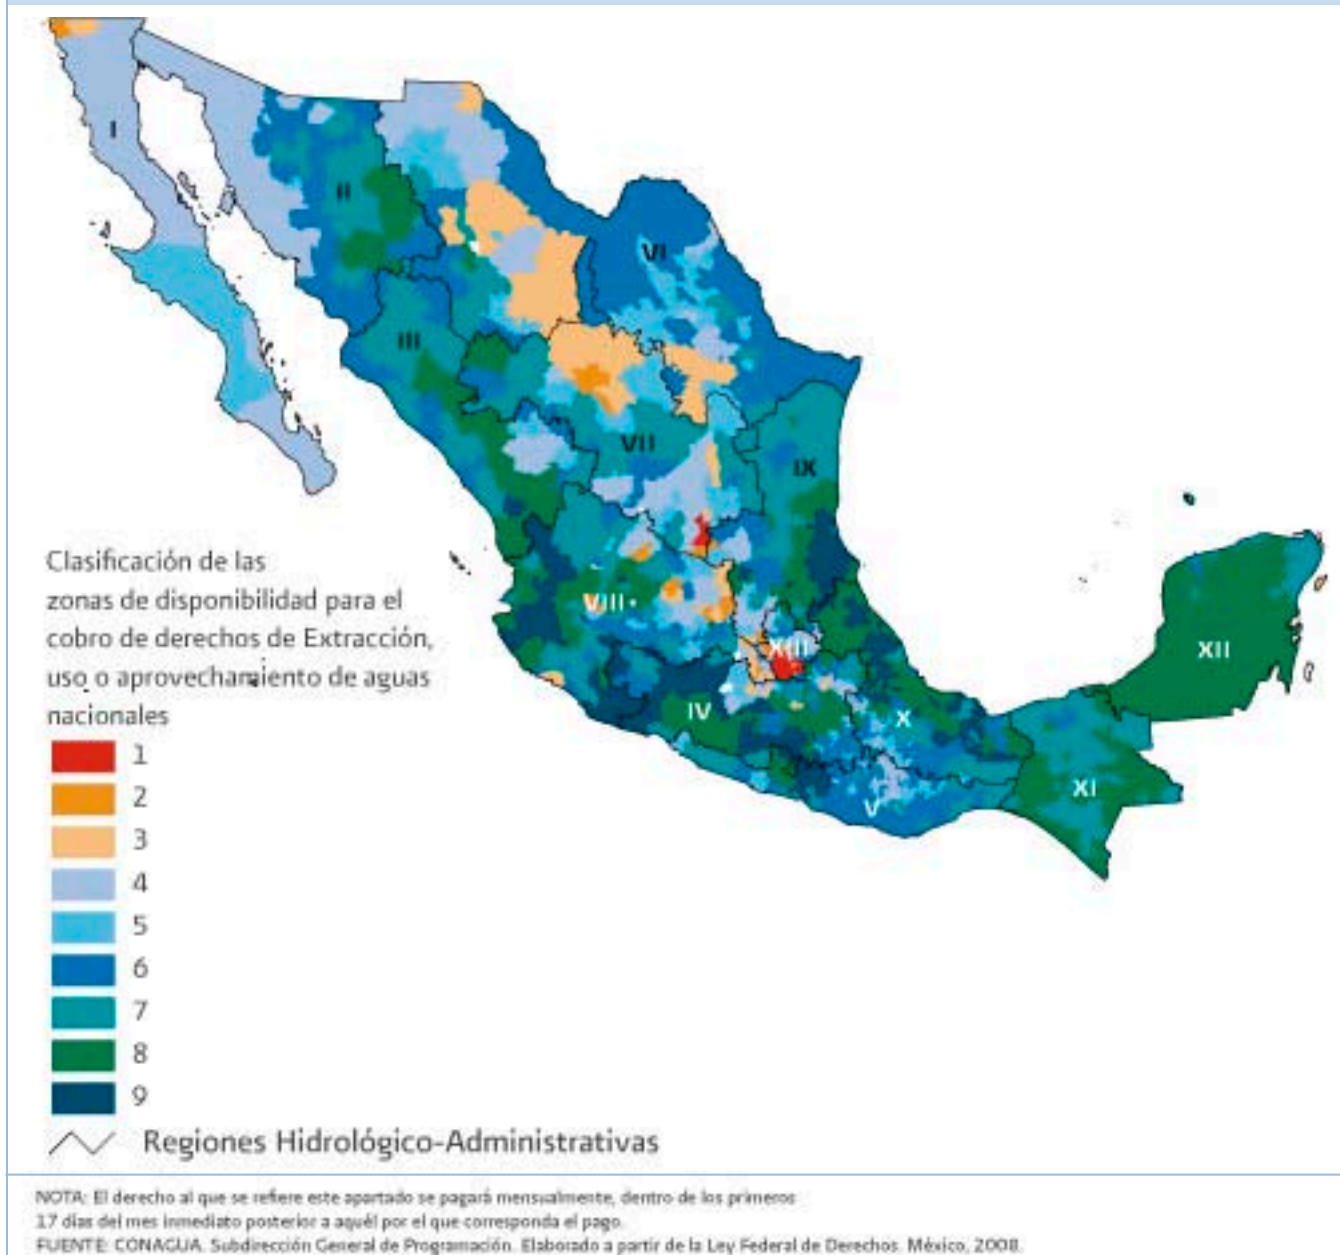 I
II
VI
III
VII
IX
VIII
XIII
XII
IV
X
XI
V
Clasificación de las
zonas de disponibilidad para el
cobro de derechos de Extracción,
uso o aprovechamiento de aguas
nacionales
1
2
3
4
5
6
7
8
9
Regiones Hidrológico-Administrativas
NOTA: El derecho al que se refiere este apartado se pagará mensualmente, dentro de los primeros
17 días del mes inmediato posterior a aquél por el que corresponda el pago.
FUENTE: CONAGUA. Subdirección General de Programación. Elaborado a partir de la Ley Federal de Derechos. México, 2008.